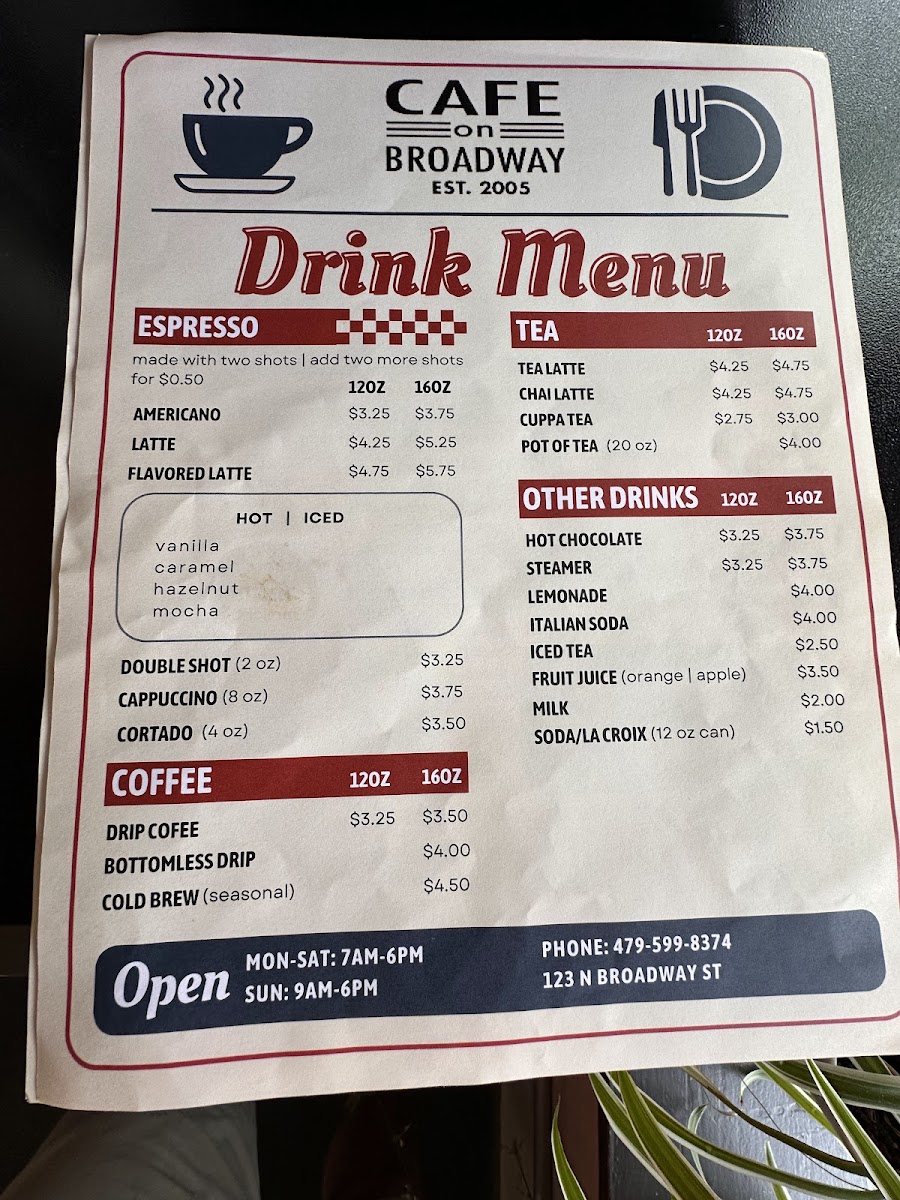 CAFE
on
BROADWAY
EST. 2005
Drink Menu
ESPRESSO
made with two shots | add two more shots
for $0.50
12OZ 16OZ
AMERICANO $3.25 $3.75
LATTE $4.25 $5.25
FLAVORED LATTE $4.75 $5.75
HOT | ICED
vanilla
caramel
hazelnut
mocha
DOUBLE SHOT (2 oz) $3.25
CAPPUCCINO (8 oz) $3.75
CORTADO (4 oz) $3.50
COFFEE 12OZ 16OZ
DRIP COFEE $3.25 $3.50
BOTTOMLESS DRIP $4.00
COLD BREW (seasonal) $4.50
TEA 12OZ 16OZ
TEA LATTE $4.25 $4.75
CHAI LATTE $4.25 $4.75
CUPPA TEA $2.75 $3.00
POT OF TEA (20 oz) $4.00
OTHER DRINKS 12OZ 16OZ
HOT CHOCOLATE $3.25 $3.75
STEAMER $3.25 $3.75
LEMONADE $4.00
ITALIAN SODA $4.00
ICED TEA $2.50
FRUIT JUICE (orange | apple) $3.50
MILK $2.00
SODA/LA CROIX (12 oz can) $1.50
Open
MON-SAT: 7AM-6PM
SUN: 9AM-6PM
PHONE: 479-599-8374
123 N BROADWAY ST